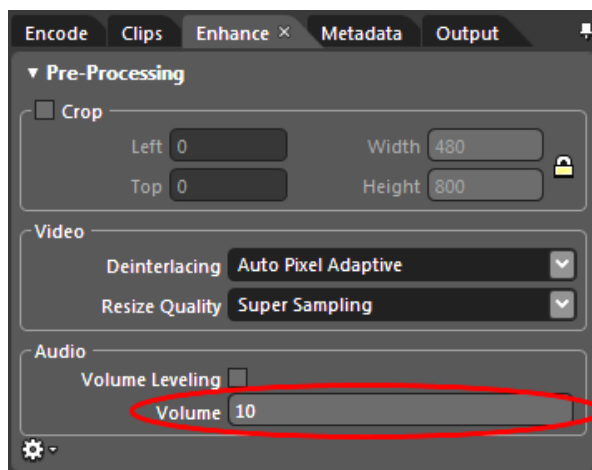 Encode Clips Enhance × Metadata Output
Pre-Processing
Crop
Left 0 Width 480
Top 0 Height 800
Video
Deinterlacing Auto Pixel Adaptive
Resize Quality Super Sampling
Audio
Volume Leveling
Volume 10